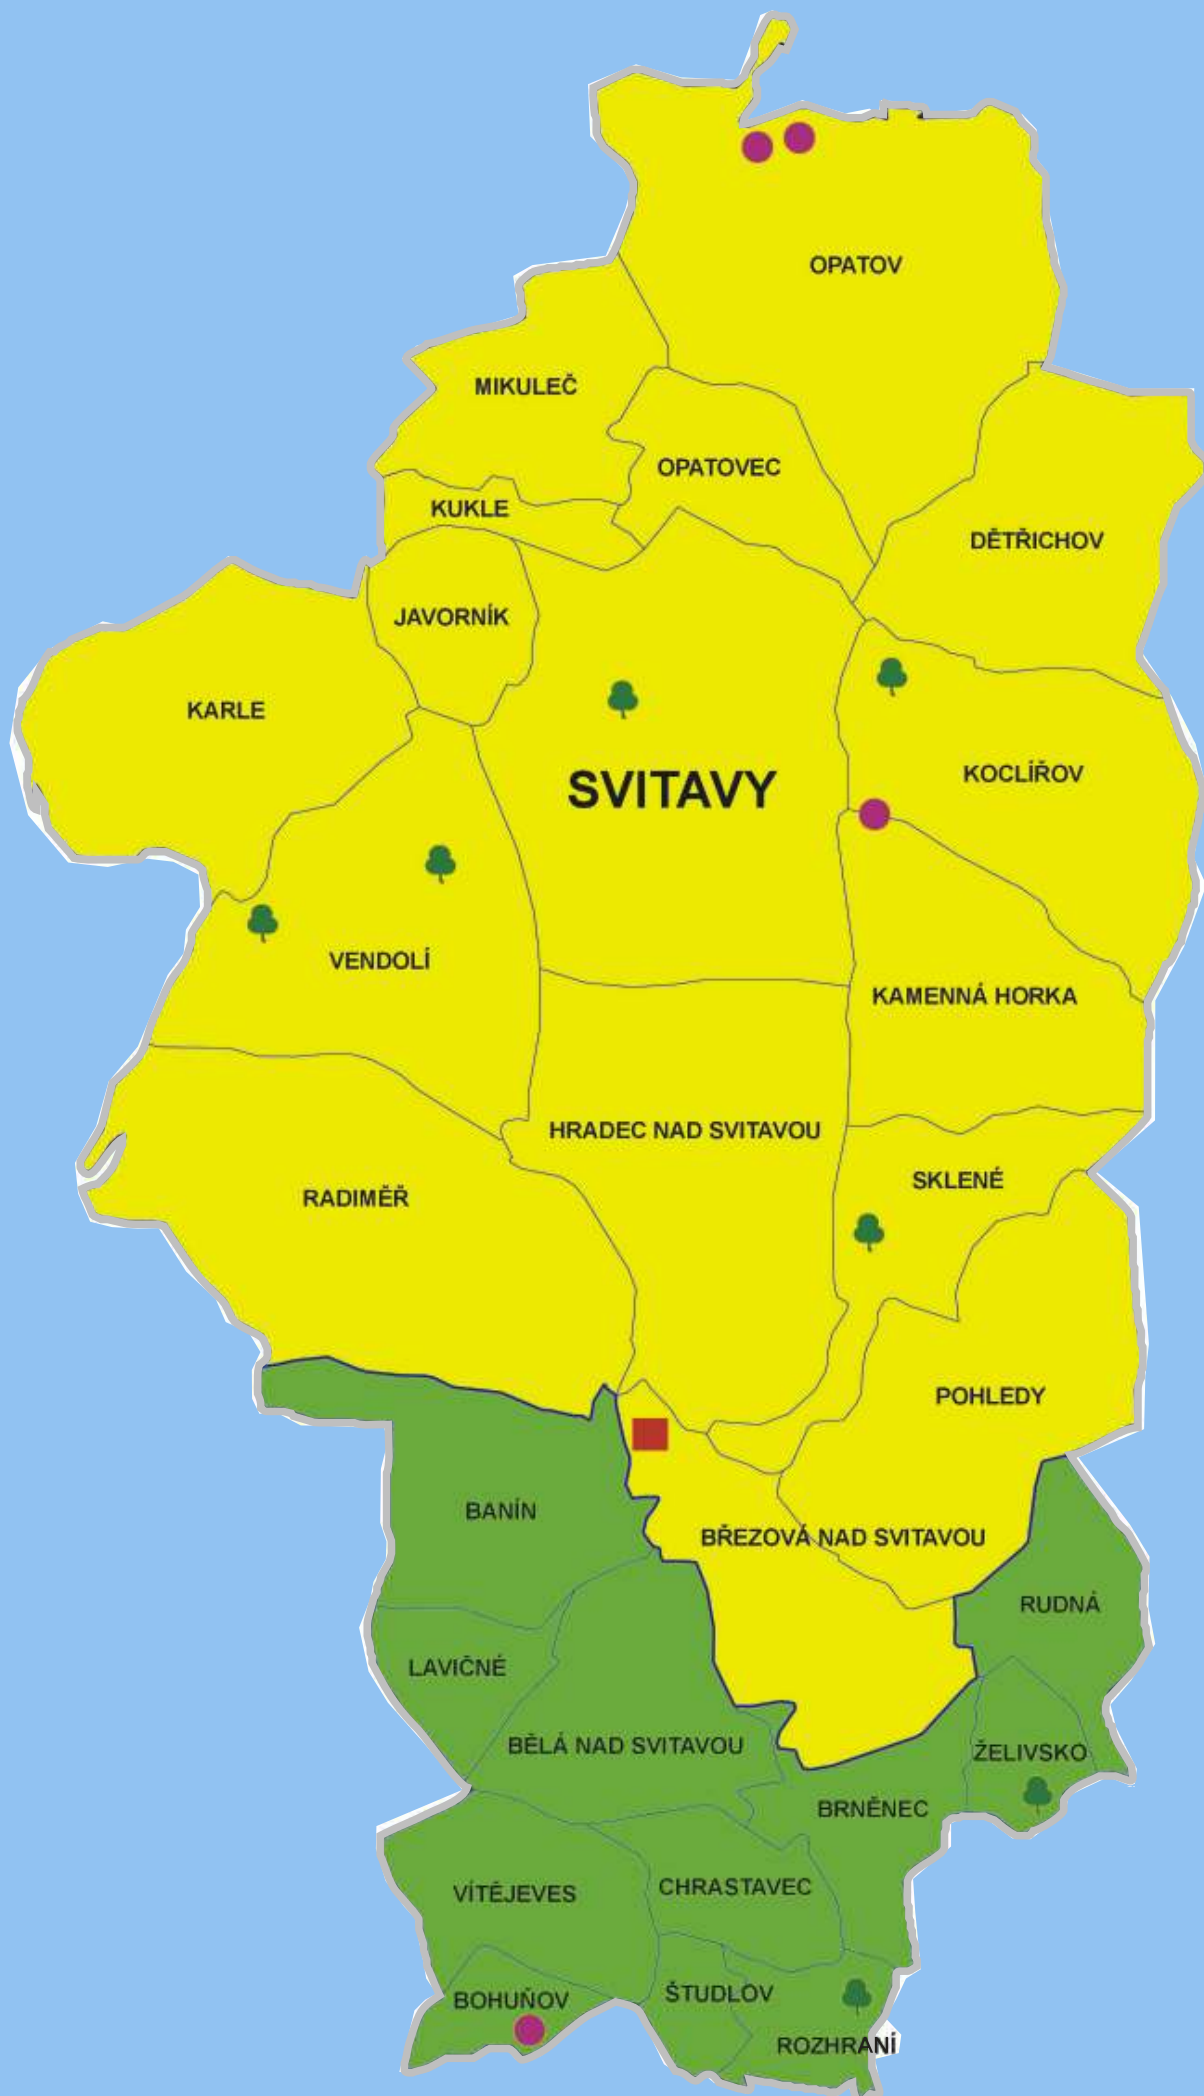 OPATOV
MIKULEČ
OPATOVEC
KUKLE
DĚTŘICHOV
JAVORNÍK
KARLE
KOCLÍŘOV
SVITAVY
VENDOLÍ
KAMENNÁ HORKA
HRADEC NAD SVITAVOU
SKLENÉ
RADIMĚŘ
POHLEDY
BANÍN
BŘEZOVÁ NAD SVITAVOU
RUDNÁ
LAVIČNÉ
BĚLÁ NAD SVITAVOU
ŽELIVSKO
BRNĚNEC
CHRASTAVEC
VÍTĚJEVES
ŠTUDLOV
BOHUŇOV
ROZHRANÍ